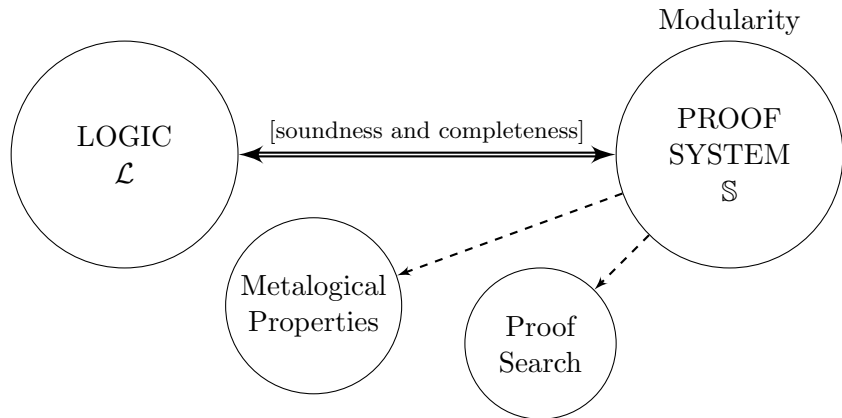 Modularity
LOGIC
ℒ
[soundness and completeness]
PROOF
SYSTEM
𝕊
Metalogical
Properties
Proof
Search